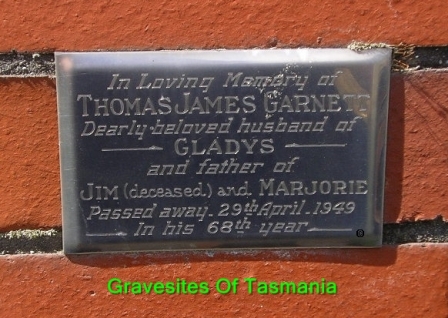 In Loving Memory of
THOMAS JAMES GARNETT
Dearly-beloved husband of
GLADYS
and father of
JIM (deceased.) and MARJORIE
Passed away. 29th April. 1949
In his 68th year
Gravesites Of Tasmania